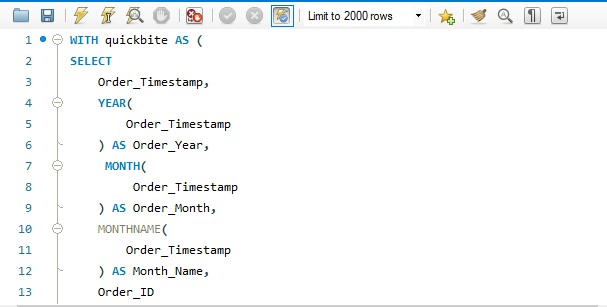 Limit to 2000 rows
1 WITH quickbite AS (
2 SELECT
3 Order_Timestamp,
4 YEAR(
5 Order_Timestamp
6 ) AS Order_Year,
7 MONTH(
8 Order_Timestamp
9 ) AS Order_Month,
10 MONTHNAME(
11 Order_Timestamp
12 ) AS Month_Name,
13 Order_ID